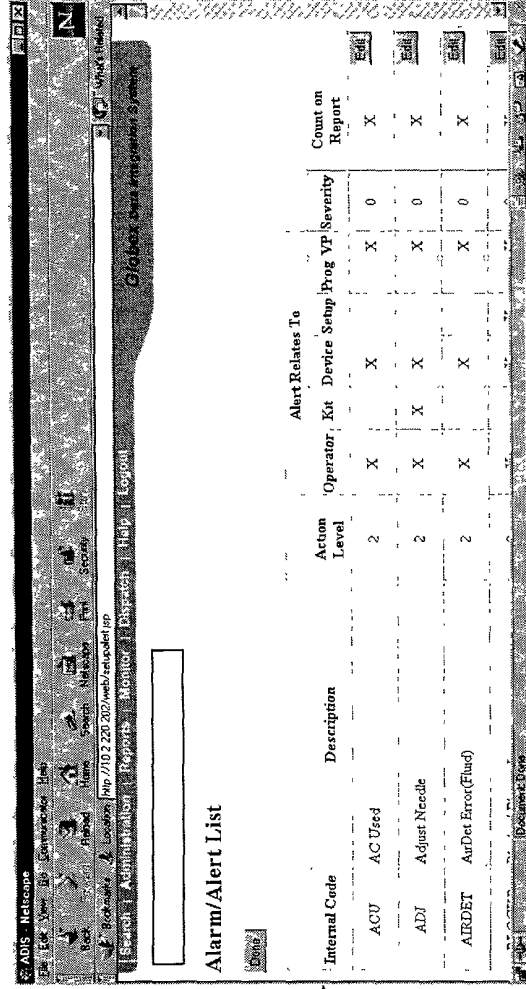 ADIS - Netscape
File Edit View Go Communicator Help
Back Reload Home Search Netscape Print Security
Bookmarks Location http://10.2.220.202/web/setupalert.jsp What's Related
Search | Administration | Reports | Monitor | Dispatch | Help | Logout
Globox Data Integration System
Alarm/Alert List
Done
Alert Relates To
Internal Code Description Action Level Operator Kit Device Setup Prog VP Severity Count on Report
ACU AC Used 2 X X X 0 X Edit
ADJ Adjust Needle 2 X X X X 0 X Edit
AIRDET AirDet Error(Fluid) 2 X X X 0 X Edit
Edit
Document: Done